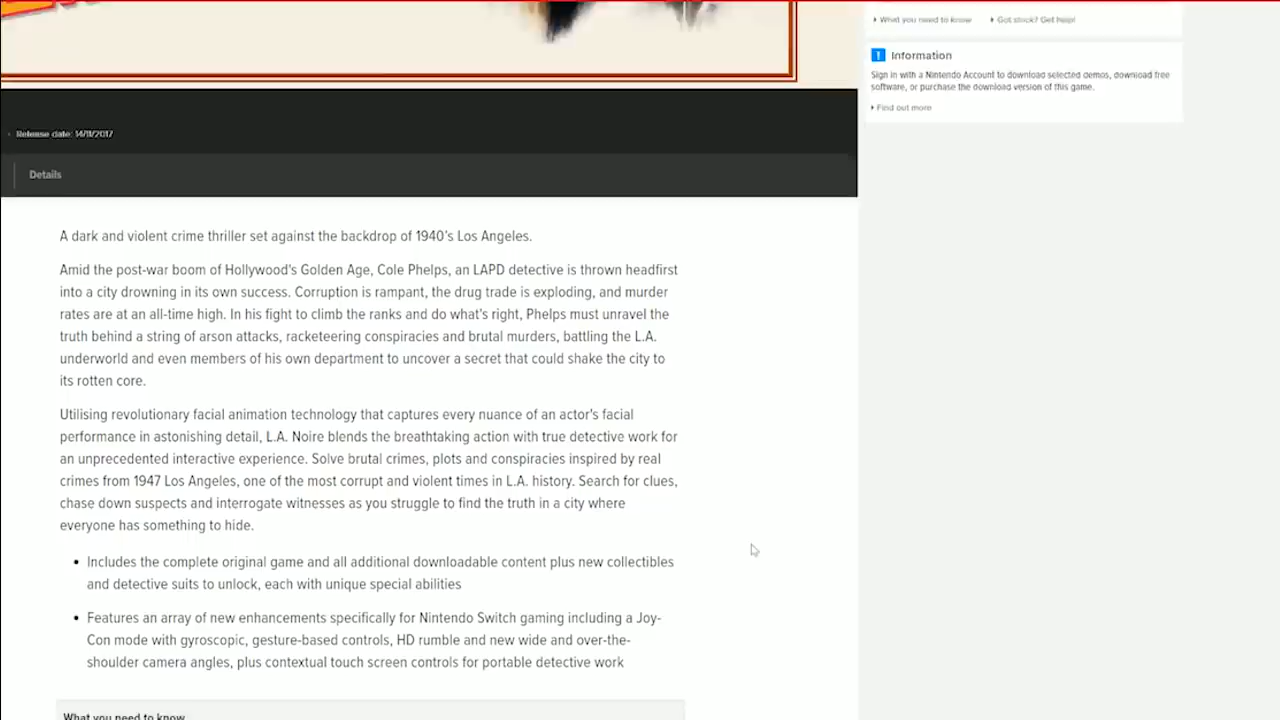 What you need to know
Got stuck? Get help!
Information
Sign in with a Nintendo Account to download selected demos, download free
software, or purchase the download version of this game.
Find out more
Release date: 14/11/2017
Details
A dark and violent crime thriller set against the backdrop of 1940's Los Angeles.
Amid the post-war boom of Hollywood's Golden Age, Cole Phelps, an LAPD detective is thrown headfirst
into a city drowning in its own success. Corruption is rampant, the drug trade is exploding, and murder
rates are at an all-time high. In his fight to climb the ranks and do what's right, Phelps must unravel the
truth behind a string of arson attacks, racketeering conspiracies and brutal murders, battling the L.A.
underworld and even members of his own department to uncover a secret that could shake the city to
its rotten core.
Utilising revolutionary facial animation technology that captures every nuance of an actor's facial
performance in astonishing detail, L.A. Noire blends the breathtaking action with true detective work for
an unprecedented interactive experience. Solve brutal crimes, plots and conspiracies inspired by real
crimes from 1947 Los Angeles, one of the most corrupt and violent times in L.A. history. Search for clues,
chase down suspects and interrogate witnesses as you struggle to find the truth in a city where
everyone has something to hide.
• Includes the complete original game and all additional downloadable content plus new collectibles
and detective suits to unlock, each with unique special abilities
• Features an array of new enhancements specifically for Nintendo Switch gaming including a Joy-
Con mode with gyroscopic, gesture-based controls, HD rumble and new wide and over-the-
shoulder camera angles, plus contextual touch screen controls for portable detective work
What you need to know